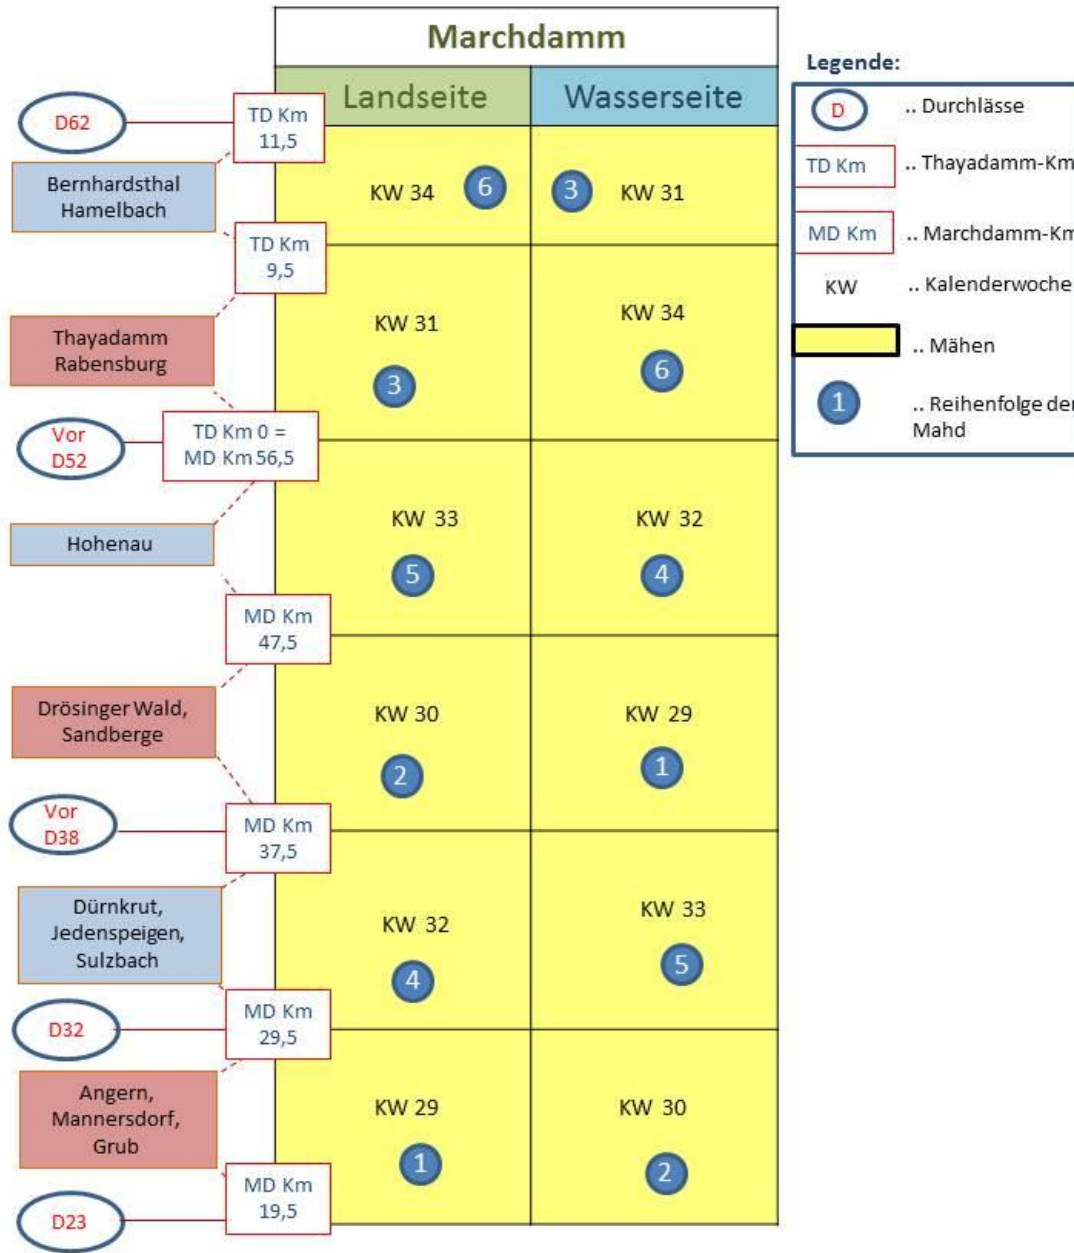 Marchdamm
Landseite
Wasserseite
D62
TD Km
11,5
Bernhardsthal
Hamelbach
KW 34
6
3
KW 31
TD Km
9,5
Thayadamm
Rabensburg
KW 31
3
KW 34
6
Vor
D52
TD Km 0 =
MD Km 56,5
Hohenau
KW 33
5
KW 32
4
MD Km
47,5
Drösinger Wald,
Sandberge
KW 30
2
KW 29
1
Vor
D38
MD Km
37,5
Dürnkrut,
Jedenspeigen,
Sulzbach
KW 32
4
KW 33
5
D32
MD Km
29,5
Angern,
Mannersdorf,
Grub
KW 29
1
KW 30
2
D23
MD Km
19,5
Legende:
D .. Durchlässe
TD Km .. Thayadamm-Km
MD Km .. Marchdamm-Km
KW .. Kalenderwoche
.. Mähen
1 .. Reihenfolge der
Mahd